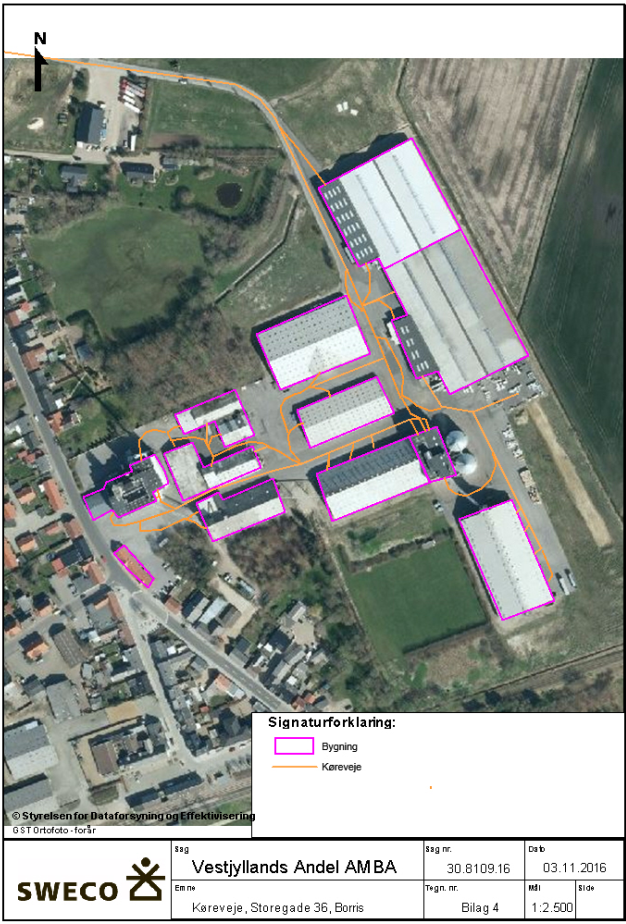 N
Signaturforklaring:
Bygning
Køreveje
© Styrelsen for Dataforsyning og Effektivisering
GST Ortofoto - forår
SWECO
Sag
Vestjyllands Andel AMBA
Sag nr.
30.8109.16
Dato
03.11.2016
Emne
Køreveje, Storegade 36, Borris
Tegn. nr.
Bilag 4
Mål
1:2.500
Side